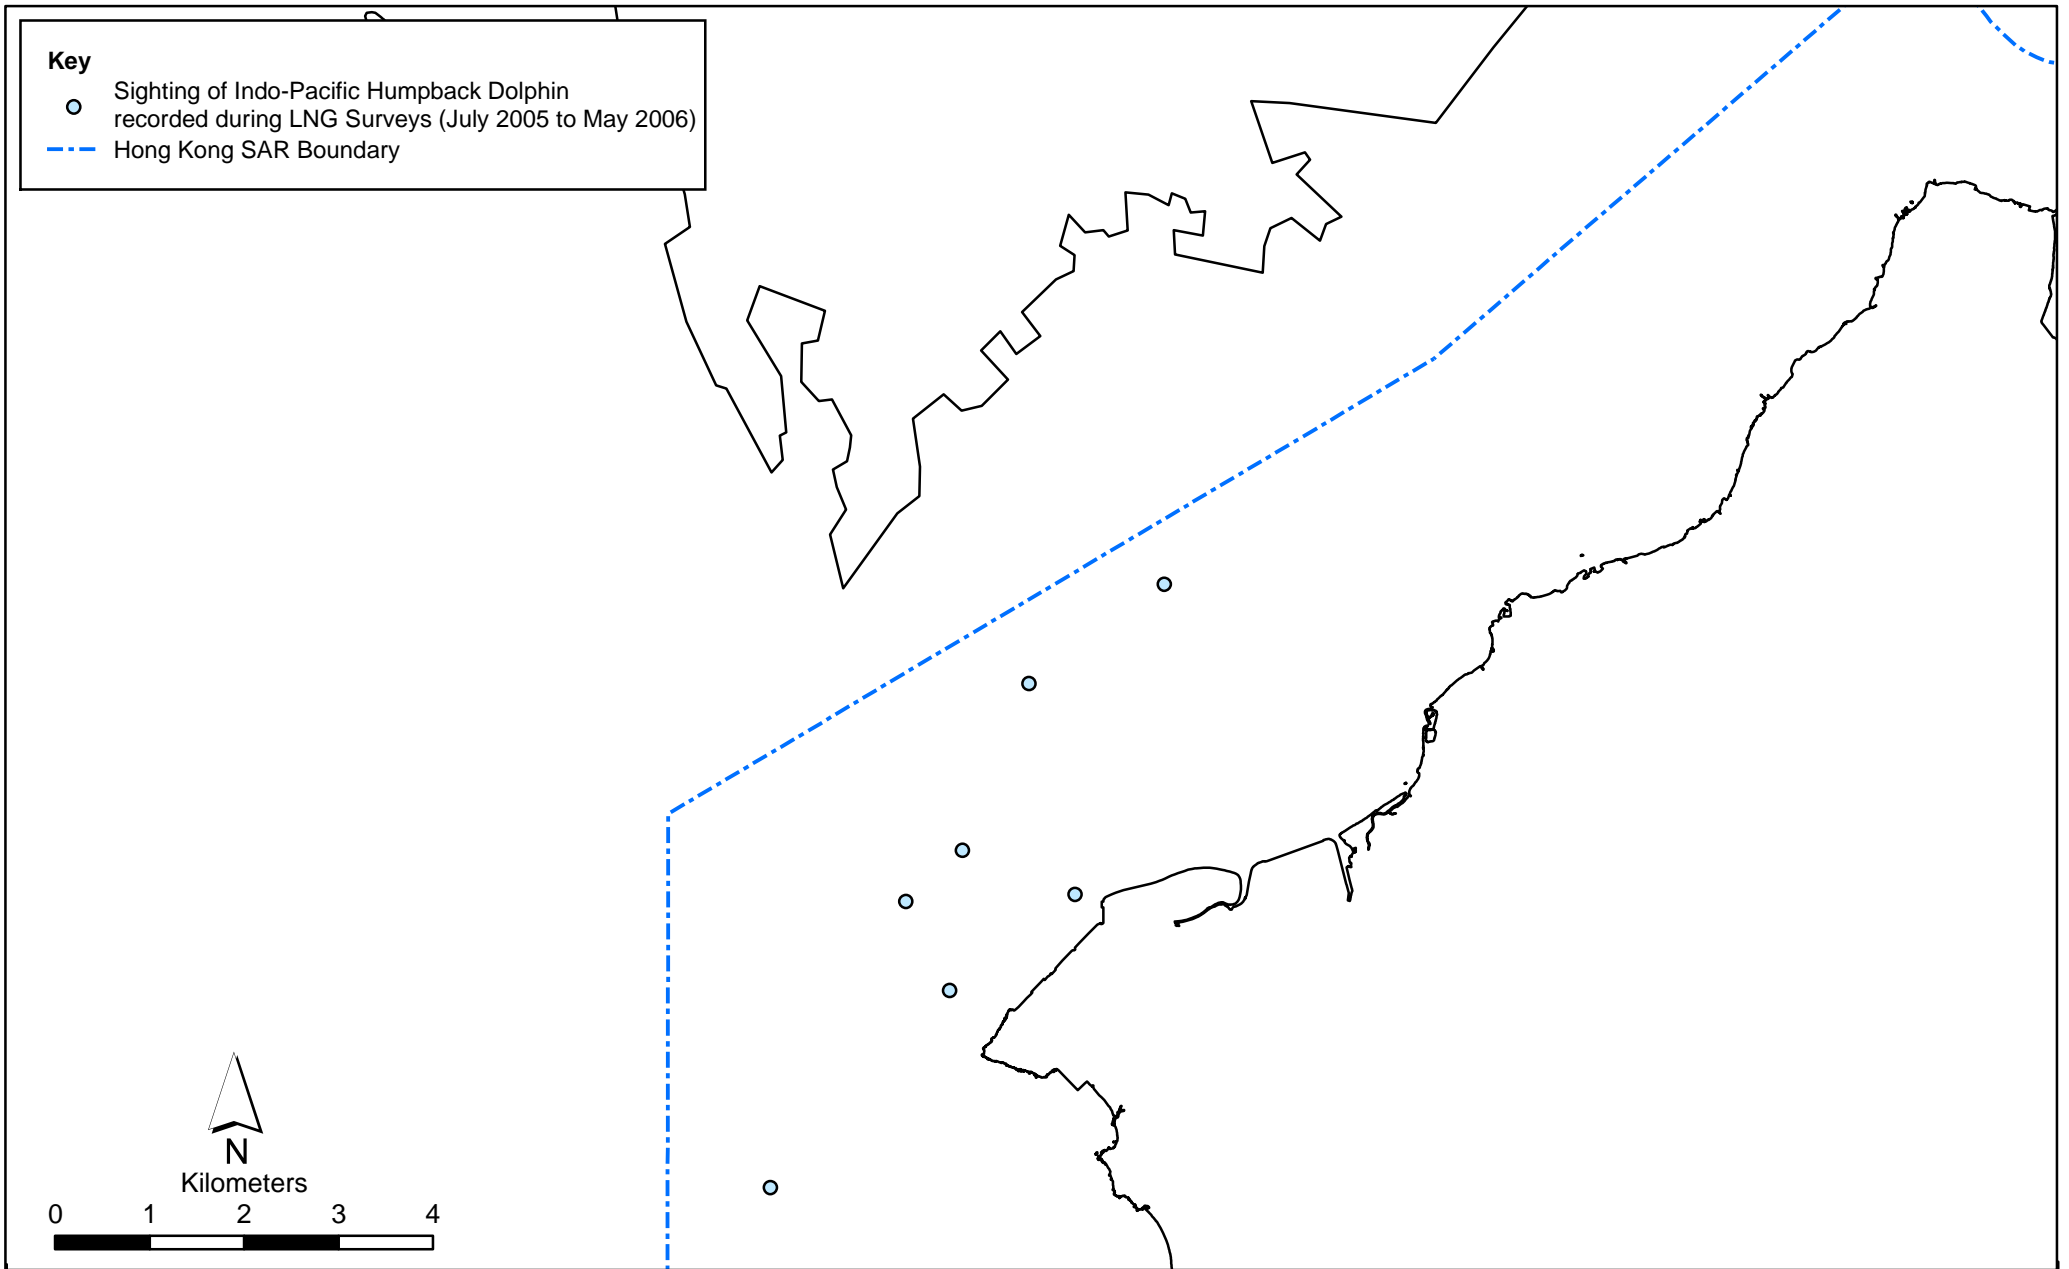 Key
Sighting of Indo-Pacific Humpback Dolphin
recorded during LNG Surveys (July 2005 to May 2006)
Hong Kong SAR Boundary
N
Kilometers
0 1 2 3 4